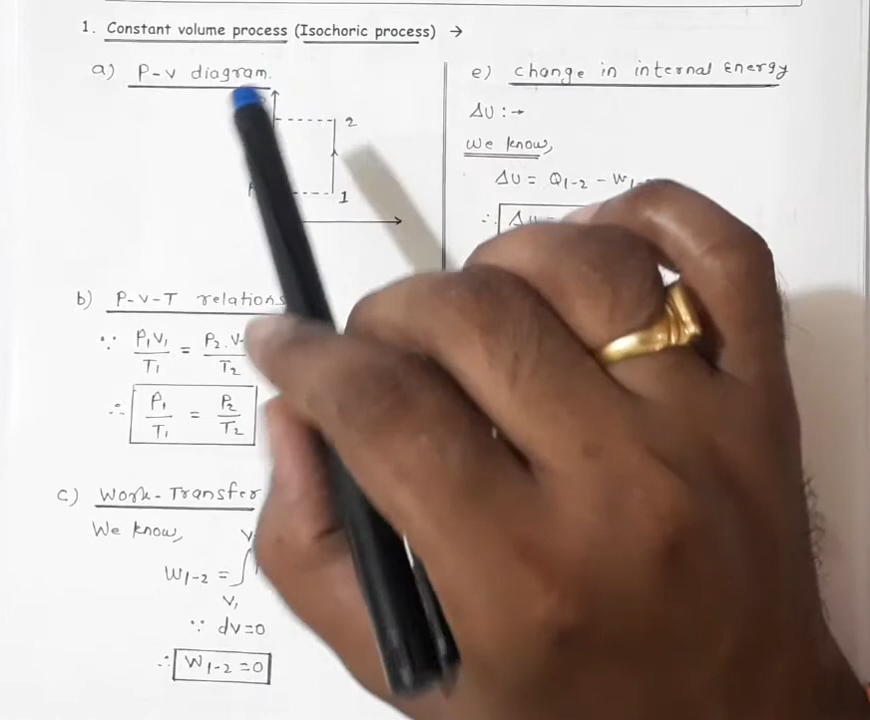 1. Constant volume process (Isochoric process) →
a) P-V diagram.
2
1
b) P-V-T relations
∵ P₁V₁/T₁ = P₂.V-/T₂
∴ P₁/T₁ = P₂/T₂
c) Work-Transfer
We know,
W₁₋₂ = ∫
V₁
∵ dv=0
∴ W₁₋₂=0
e) change in internal Energy
ΔU :→
We know,
ΔU = Q₁₋₂ - W₁
∴ ΔU